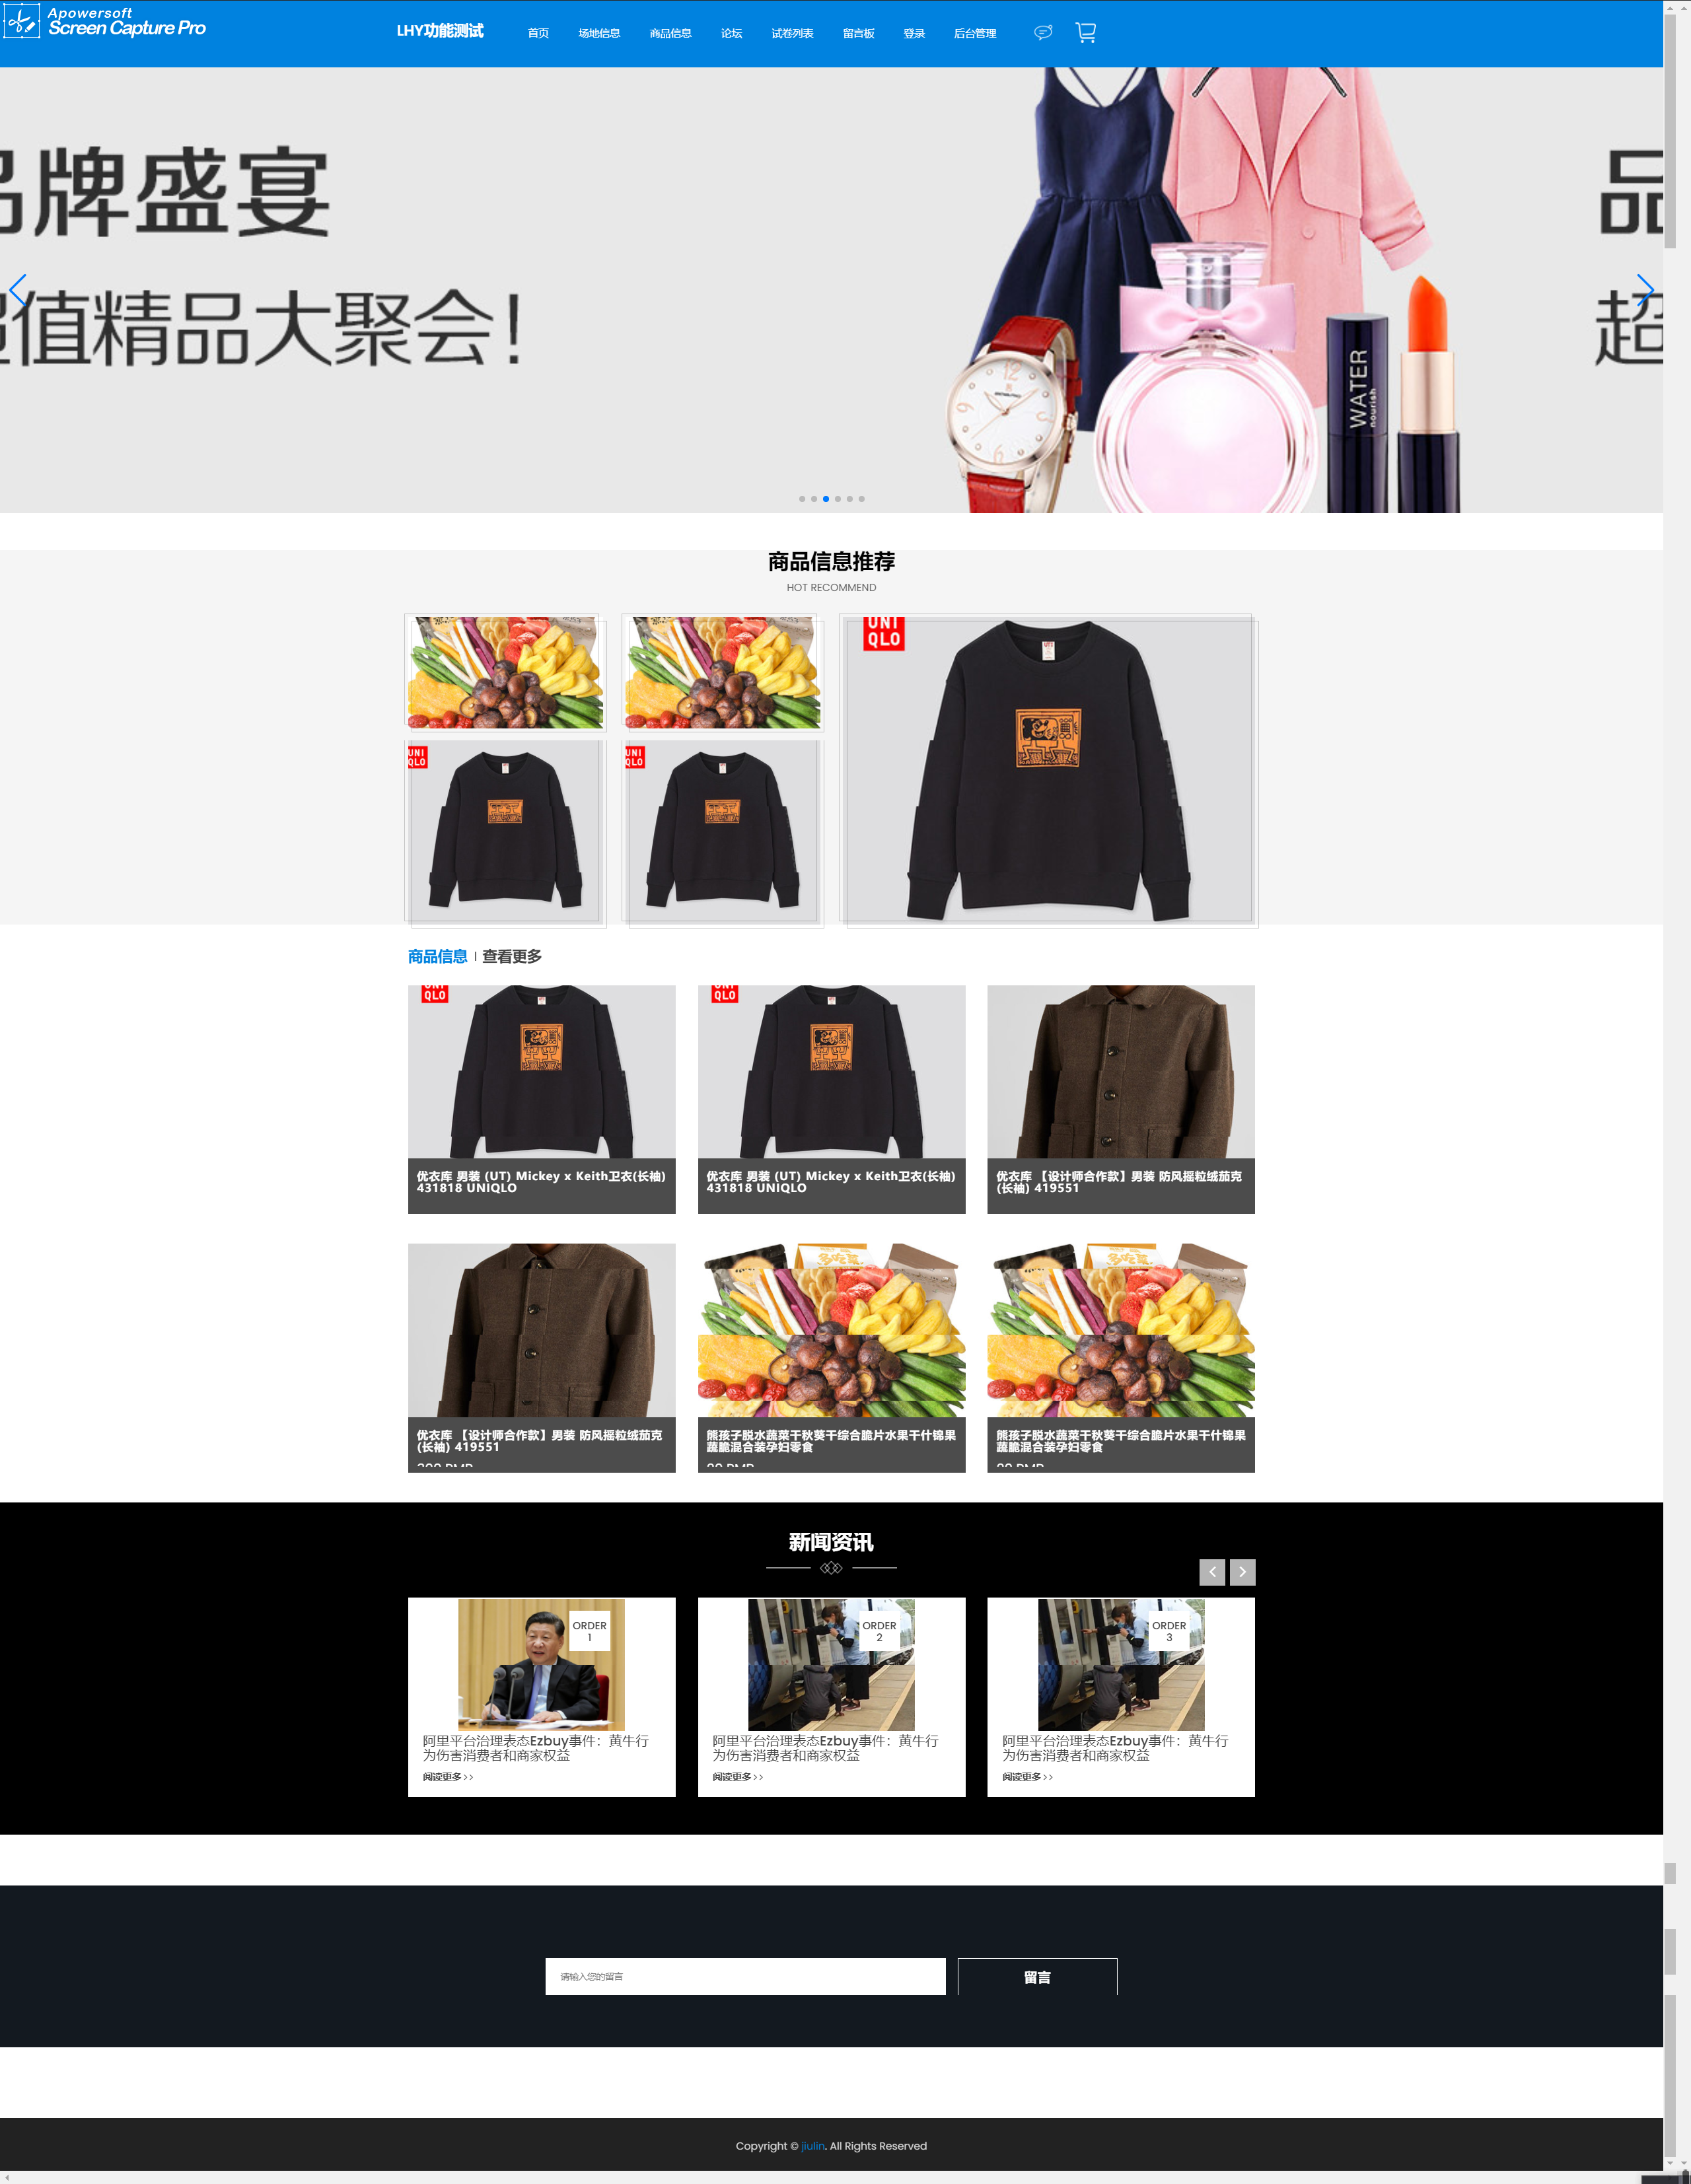 Apowersoft
Screen Capture Pro
LHY功能测试
首页
场地信息
商品信息
论坛
试卷列表
留言板
登录
后台管理
品牌盛宴
品
超值精品大聚会！
超
WATER
nourish
商品信息推荐
HOT RECOMMEND
UNI
QLO
UNI
QLO
UNI
QLO
商品信息
查看更多
QLO
QLO
优衣库 男装 (UT) Mickey x Keith卫衣(长袖)
431818 UNIQLO
优衣库 男装 (UT) Mickey x Keith卫衣(长袖)
431818 UNIQLO
优衣库 【设计师合作款】男装 防风摇粒绒茄克
(长袖) 419551
优衣库 【设计师合作款】男装 防风摇粒绒茄克
(长袖) 419551
熊孩子脱水蔬菜干秋葵干综合脆片水果干什锦果
蔬脆混合装孕妇零食
熊孩子脱水蔬菜干秋葵干综合脆片水果干什锦果
蔬脆混合装孕妇零食
新闻资讯
ORDER
1
ORDER
2
ORDER
3
阿里平台治理表态Ezbuy事件：黄牛行
为伤害消费者和商家权益
阅读更多 >>
阿里平台治理表态Ezbuy事件：黄牛行
为伤害消费者和商家权益
阅读更多 >>
阿里平台治理表态Ezbuy事件：黄牛行
为伤害消费者和商家权益
阅读更多 >>
请输入您的留言
留言
Copyright © jiulin. All Rights Reserved